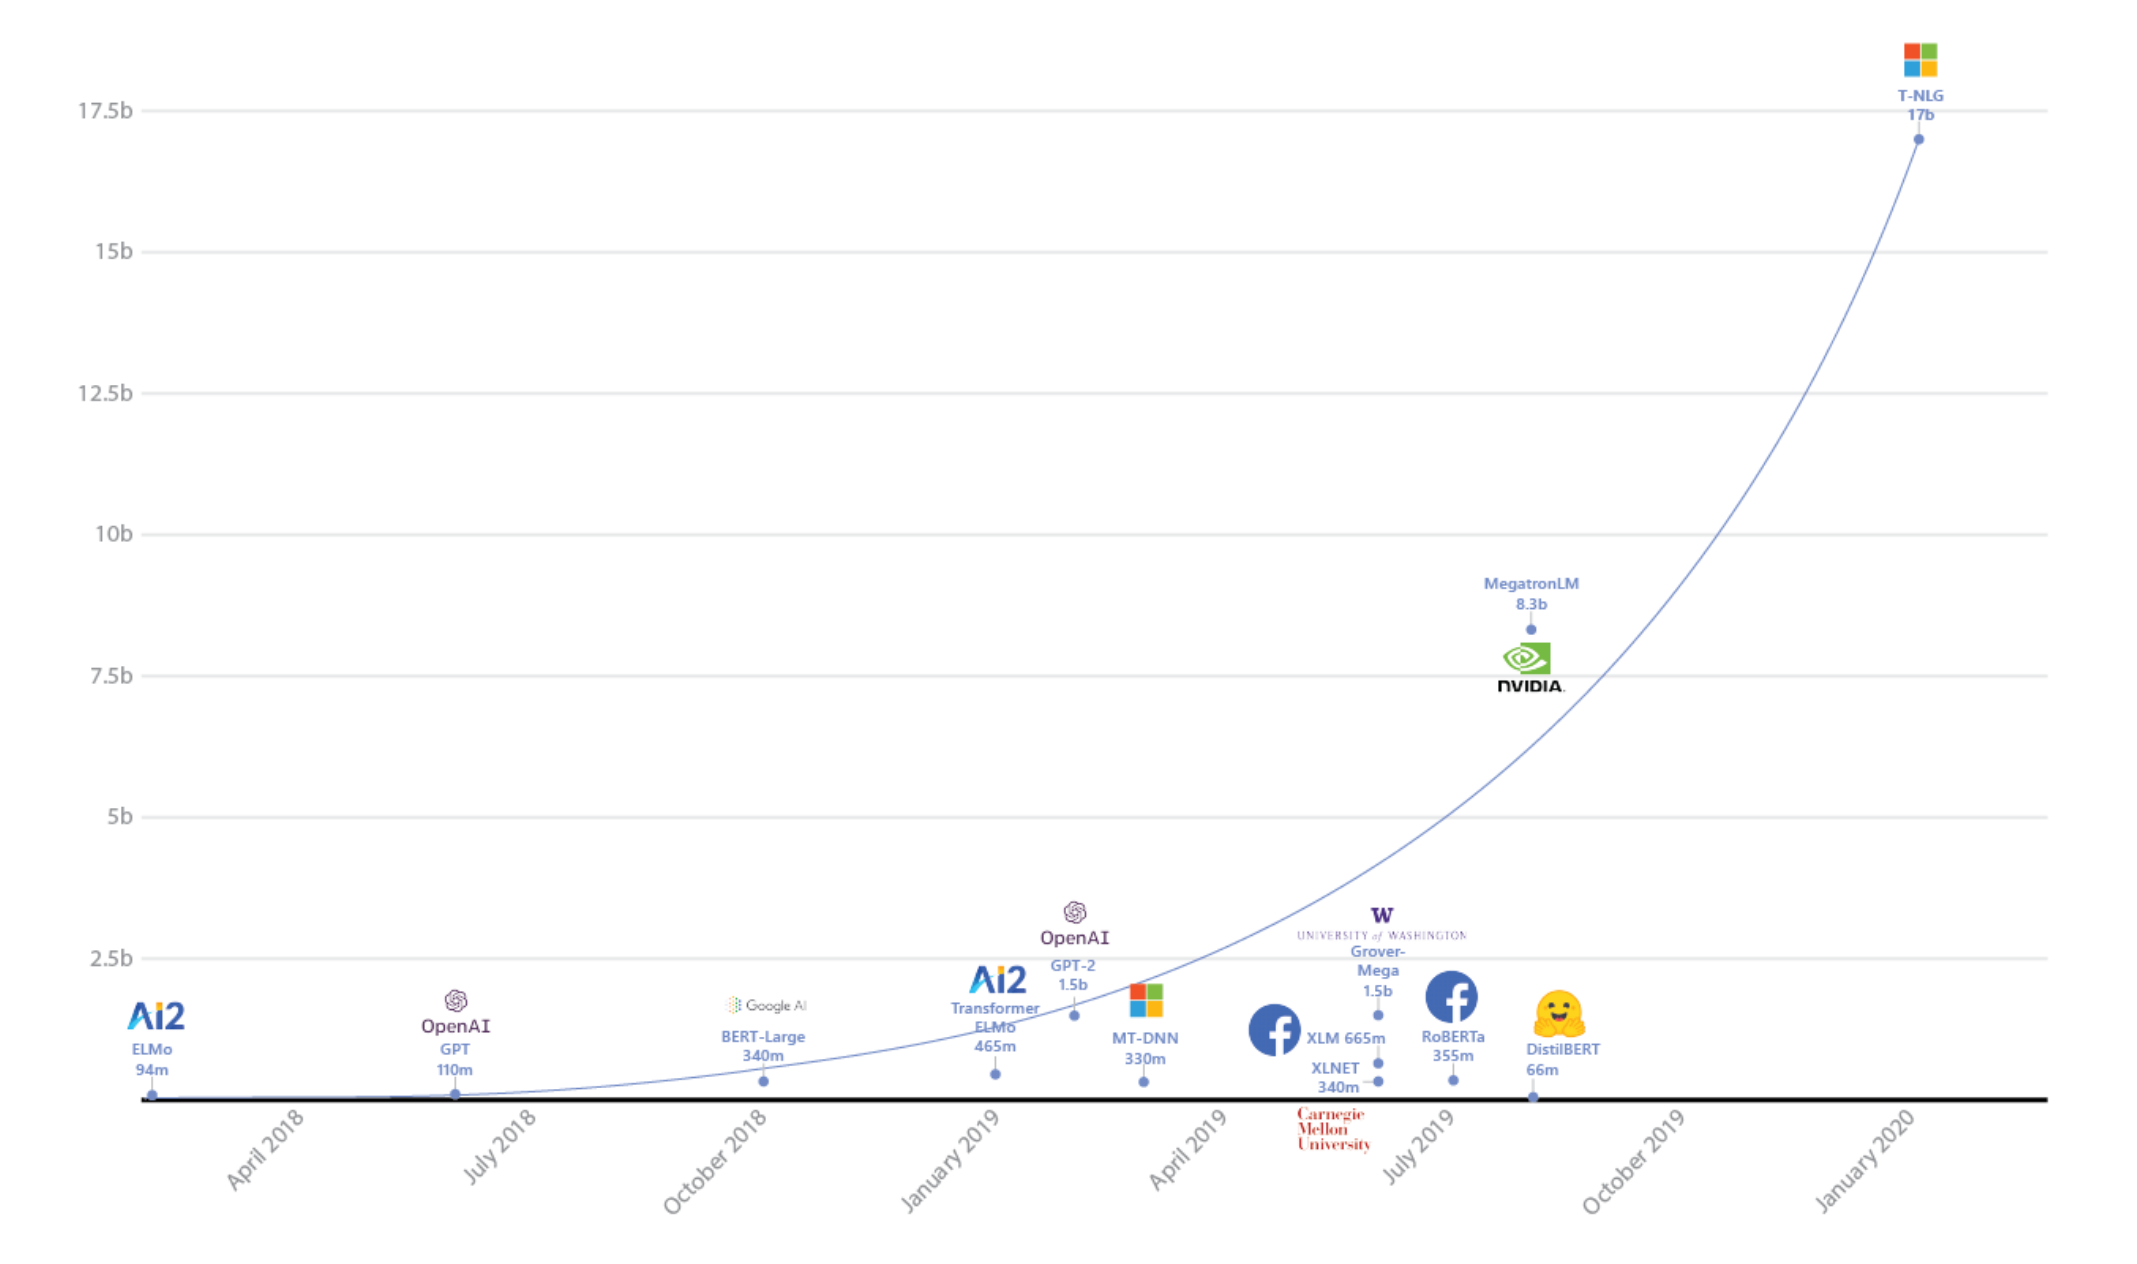 T-NLG
17b
17.5b
15b
12.5b
10b
MegatronLM
8.3b
7.5b
NVIDIA.
5b
2.5b
W
UNIVERSITY of WASHINGTON
Grover-
Mega
1.5b
OpenAI
GPT-2
1.5b
Ai2
Transformer
ELMo
465m
Ai2
ELMo
94m
OpenAI
GPT
110m
Google AI
BERT-Large
340m
MT-DNN
330m
XLM 665m
XLNET
340m
RoBERTa
355m
DistilBERT
66m
Carnegie
Mellon
University
April 2018
July 2018
October 2018
January 2019
April 2019
July 2019
October 2019
January 2020